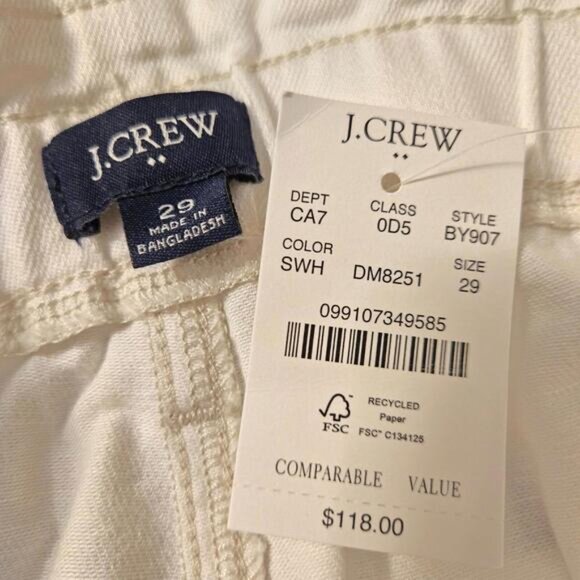 J.CREW
29
MADE IN
BANGLADESH
J.CREW
DEPT CLASS STYLE
CA7 0D5 BY907
COLOR SIZE
SWH DM8251 29
099107349585
RECYCLED
Paper
FSC™ C134126
FSC
COMPARABLE VALUE
$118.00